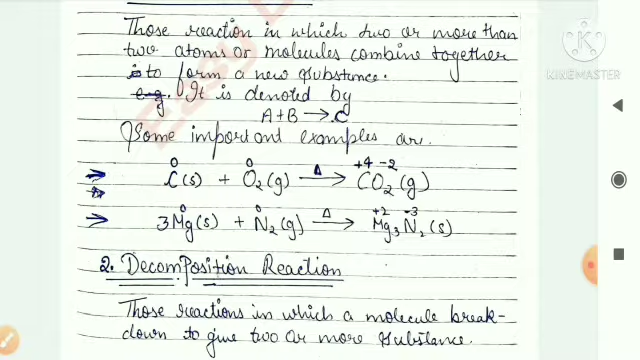 Those reaction in which two or more than
two atoms or molecules combine together
is to form a new substance.
e.g. It is denoted by
A + B → C
Some important examples are
C(s) + O2(g) Δ→ CO2(g)
0 0 +4 -2
3Mg(s) + N2(g) Δ→ Mg3N2(s)
0 0 +2 -3
2. Decomposition Reaction
Those reactions in which a molecule break-
down to give two or more substance.
KINEMASTER